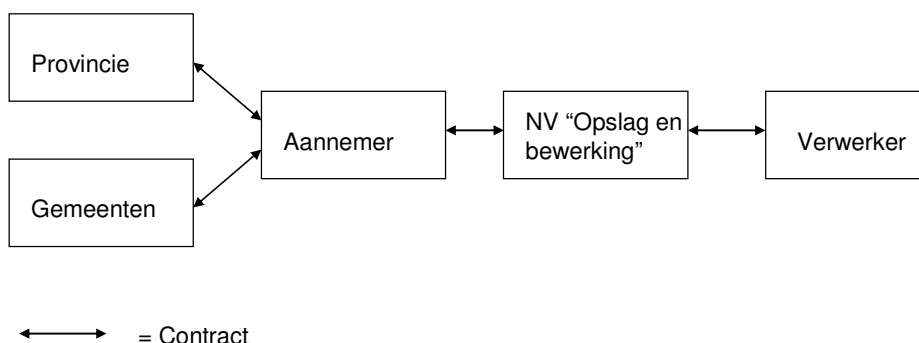 Provincie
Gemeenten
Aannemer
NV “Opslag en
bewerking”
Verwerker
= Contract